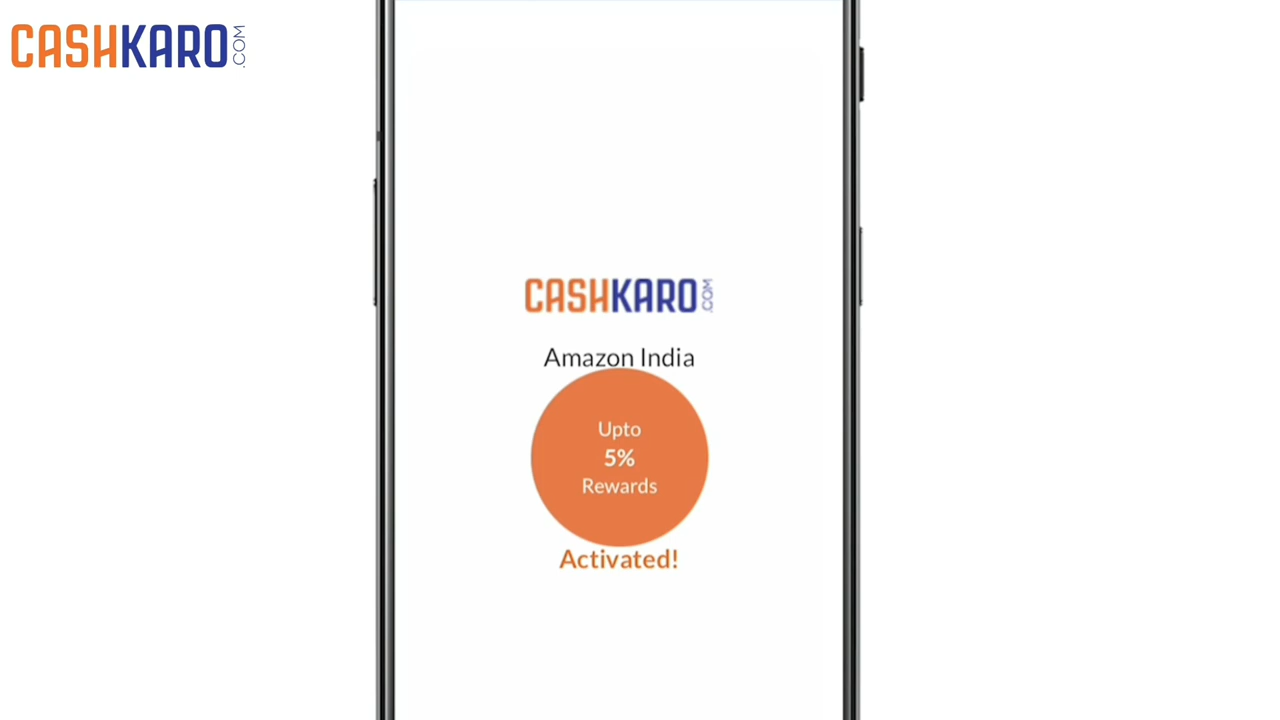 CASHKARO.COM
CASHKARO.COM
Amazon India
Upto
5%
Rewards
Activated!